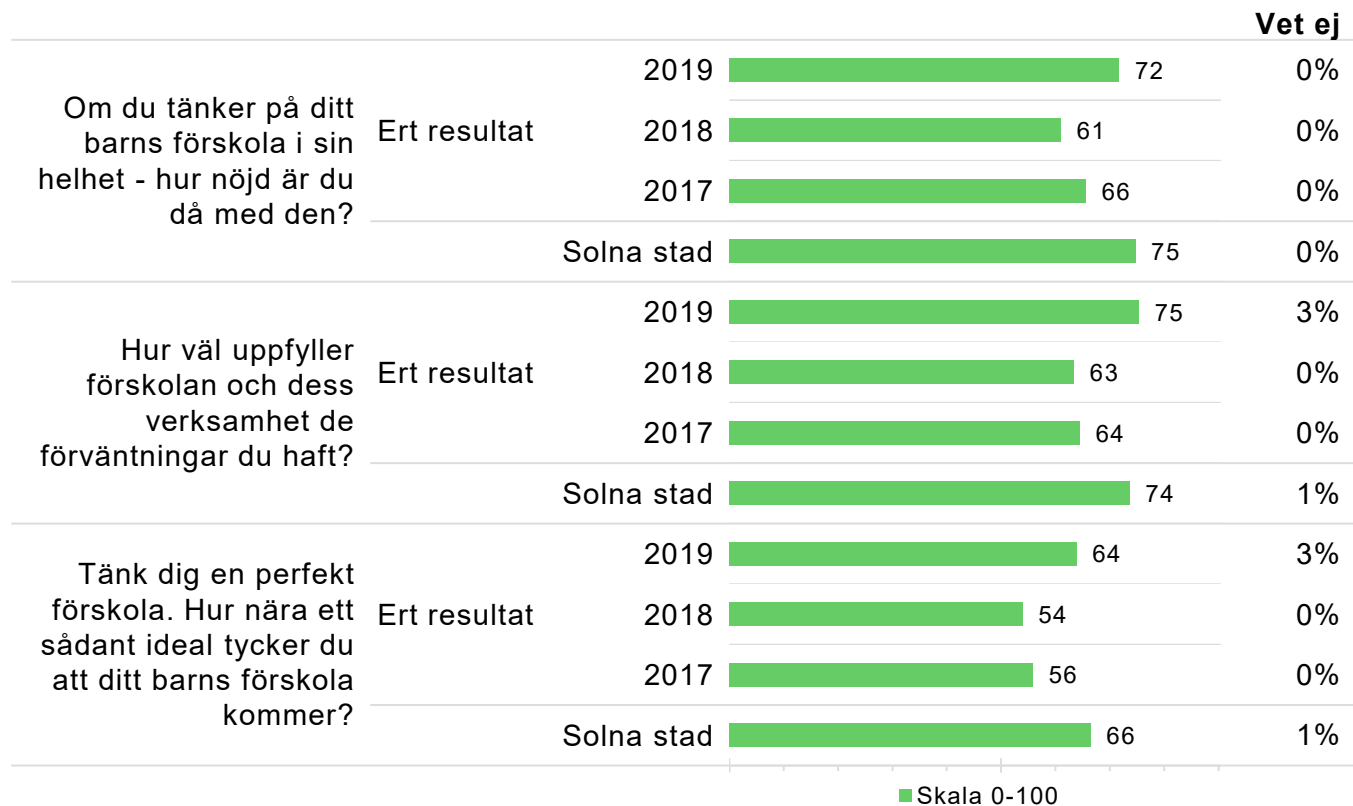 Vet ej
Om du tänker på ditt
barns förskola i sin
helhet - hur nöjd är du
då med den?
Ert resultat
2019 72 0%
2018 61 0%
2017 66 0%
Solna stad 75 0%
Hur väl uppfyller
förskolan och dess
verksamhet de
förväntningar du haft?
Ert resultat
2019 75 3%
2018 63 0%
2017 64 0%
Solna stad 74 1%
Tänk dig en perfekt
förskola. Hur nära ett
sådant ideal tycker du
att ditt barns förskola
kommer?
Ert resultat
2019 64 3%
2018 54 0%
2017 56 0%
Solna stad 66 1%
Skala 0-100